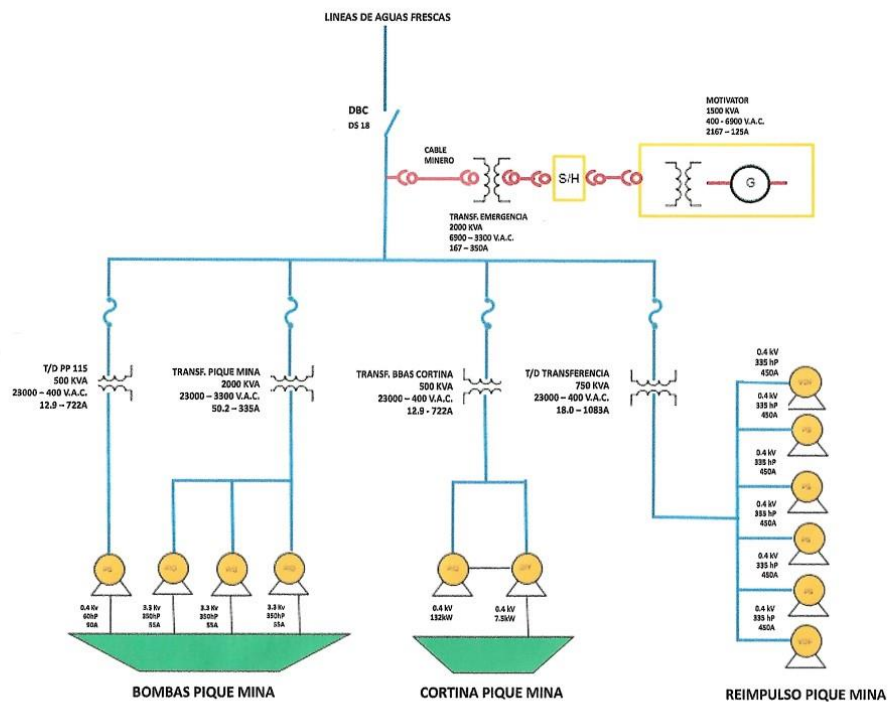 LINEAS DE AGUAS FRESCAS
DBC
DS 18
CABLE
MINERO
S/H
MOTIVATOR
1500 KVA
400 - 6900 V.A.C.
2167 – 125A
G
TRANSF. EMERGENCIA
2000 KVA
6900 – 3300 V.A.C.
167 – 350A
T/D PP 115
500 KVA
23000 – 400 V.A.C.
12.9 – 722A
TRANSF. PIQUE MINA
2000 KVA
23000 – 3300 V.A.C.
50.2 – 335A
TRANSF. BBAS CORTINA
500 KVA
23000 – 400 V.A.C.
12.9 - 722A
T/D TRANSFERENCIA
750 KVA
23000 – 400 V.A.C.
18.0 – 1083A
0.4 kV
335 hP
450A
0.4 kV
335 hP
450A
0.4 kV
335 hP
450A
0.4 kV
335 hP
450A
0.4 kV
335 hP
450A
0.4 kV
335 hP
450A
0.4 Kv
60hp
90A
3.3 Kv
350hP
55A
3.3 Kv
350hP
55A
3.3 Kv
350hP
55A
0.4 kV
132kW
0.4 kV
7.5kW
BOMBAS PIQUE MINA
CORTINA PIQUE MINA
REIMPULSO PIQUE MINA